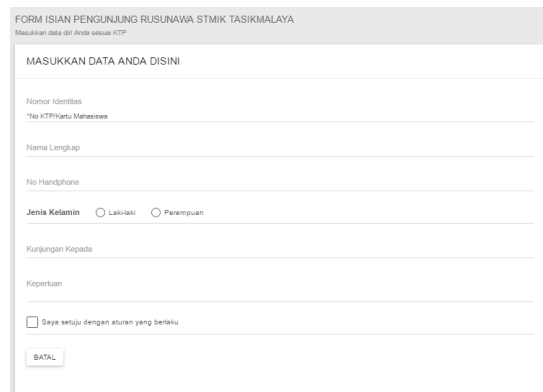 FORM ISIAN PENGUNJUNG RUSUNAWA STMIK TASIKMALAYA
Masukkan data diri Anda sesuai KTP
MASUKKAN DATA ANDA DISINI
Nomor Identitas
*No KTP/Kartu Mahasiswa
Nama Lengkap
No Handphone
Jenis Kelamin Laki-laki Perempuan
Kunjungan Kepada
Keperluan
Saya setuju dengan aturan yang berlaku
BATAL